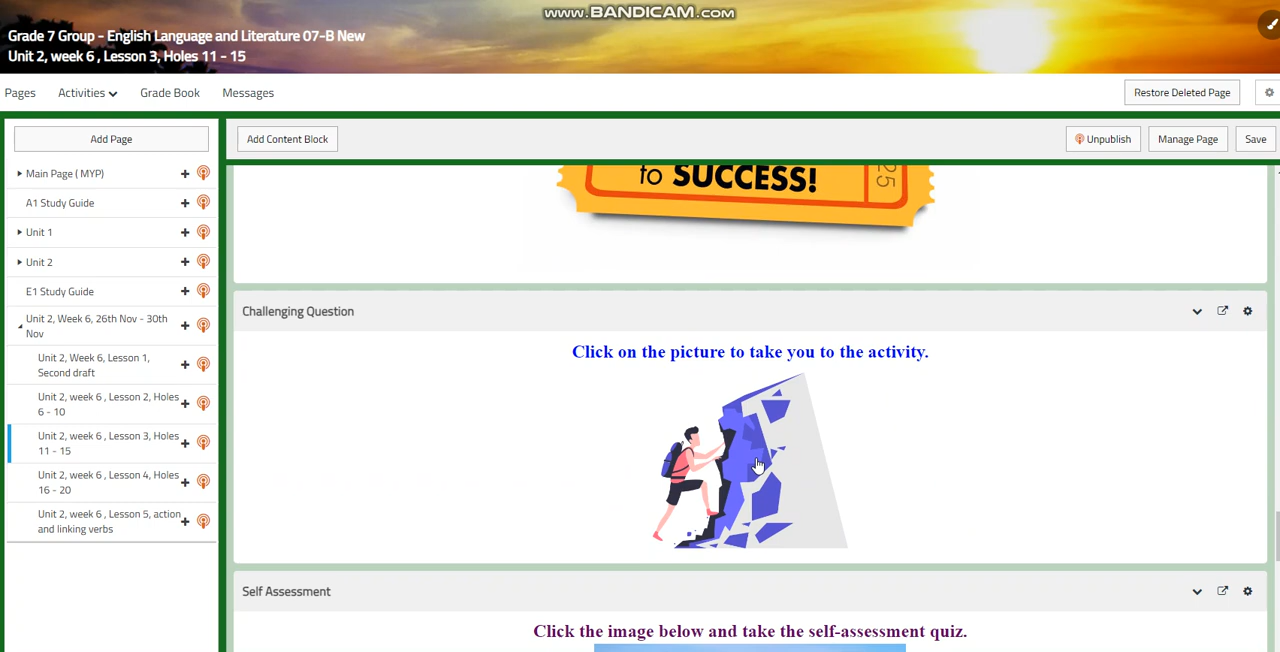 www.BANDICAM.com
Grade 7 Group - English Language and Literature 07-B New
Unit 2, week 6 , Lesson 3, Holes 11 - 15
Pages Activities Grade Book Messages
Restore Deleted Page
Add Page
Add Content Block
Unpublish
Manage Page
Save
Main Page ( MYP)
A1 Study Guide
Unit 1
Unit 2
E1 Study Guide
Unit 2, Week 6, 26th Nov - 30th
Nov
Unit 2, Week 6, Lesson 1,
Second draft
Unit 2, week 6 , Lesson 2, Holes
6 - 10
Unit 2, week 6 , Lesson 3, Holes
11 - 15
Unit 2, week 6 , Lesson 4, Holes
16 - 20
Unit 2, week 6 , Lesson 5, action
and linking verbs
to SUCCESS!
25
Challenging Question
Click on the picture to take you to the activity.
Self Assessment
Click the image below and take the self-assessment quiz.